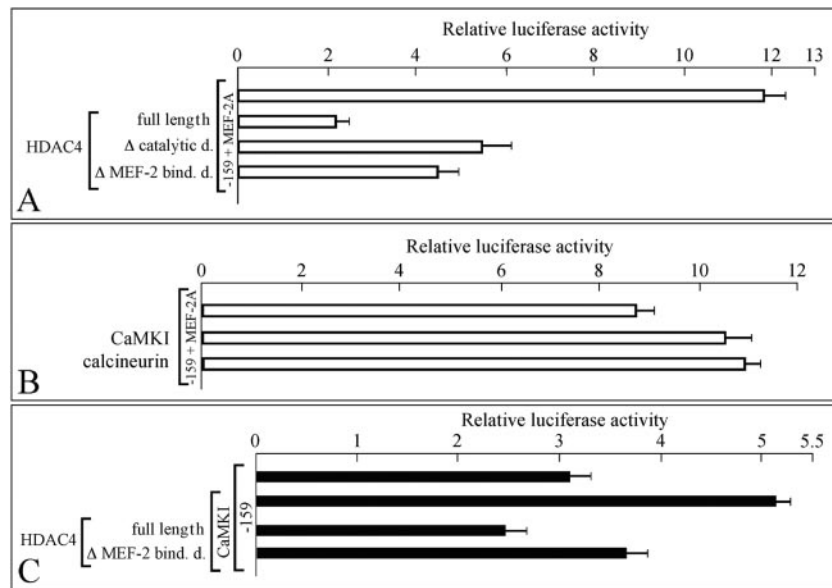 Relative luciferase activity
0 2 4 6 8 10 12 13
-159 + MEF-2A
HDAC4
full length
Δ catalytic d.
Δ MEF-2 bind. d.
A
Relative luciferase activity
0 2 4 6 8 10 12
-159 + MEF-2A
CaMKI
calcineurin
B
Relative luciferase activity
0 1 2 3 4 5 5.5
-159
CaMKI
HDAC4
full length
Δ MEF-2 bind. d.
C